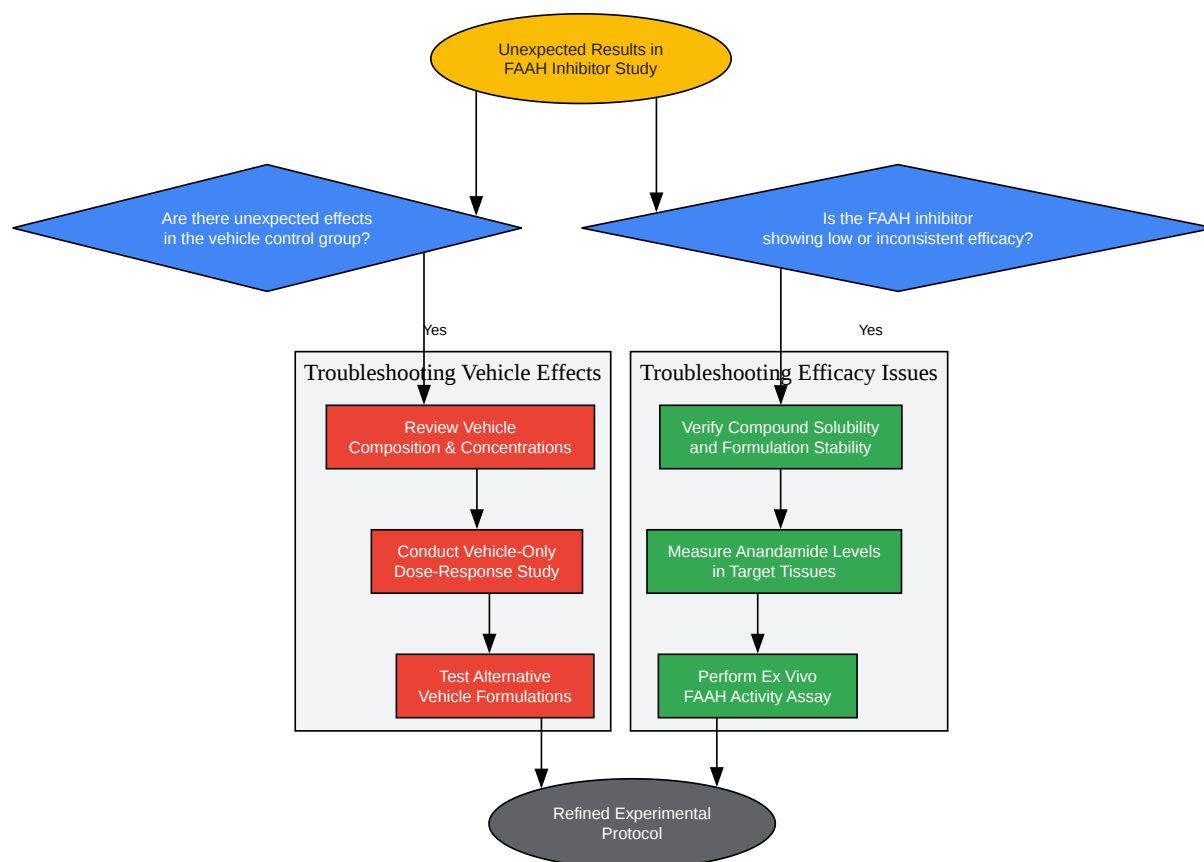 Unexpected Results in
FAAH Inhibitor Study
Are there unexpected effects
in the vehicle control group?
Is the FAAH inhibitor
showing low or inconsistent efficacy?
Yes
Yes
Troubleshooting Vehicle Effects
Troubleshooting Efficacy Issues
Review Vehicle
Composition & Concentrations
Verify Compound Solubility
and Formulation Stability
Conduct Vehicle-Only
Dose-Response Study
Measure Anandamide Levels
in Target Tissues
Test Alternative
Vehicle Formulations
Perform Ex Vivo
FAAH Activity Assay
Refined Experimental
Protocol